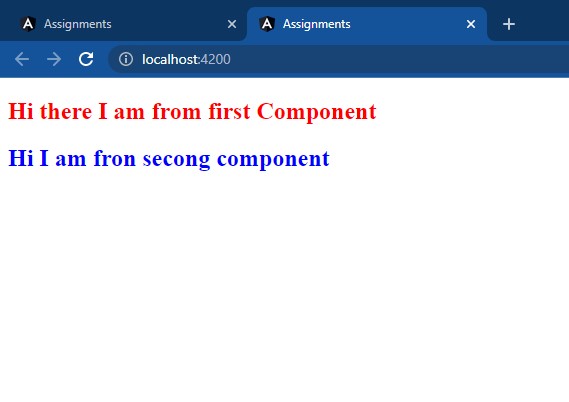 Assignments
Assignments
localhost:4200
Hi there I am from first Component
Hi I am fron secong component